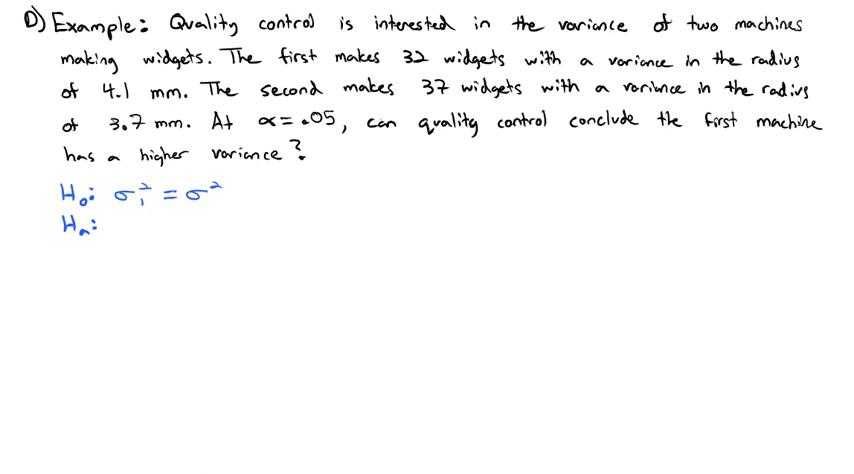 D) Example: Quality control is interested in the variance of two machines
making widgets. The first makes 32 widgets with a variance in the radius
of 4.1 mm. The second makes 37 widgets with a variance in the radius
of 3.7 mm. At α=.05, can quality control conclude the first machine
has a higher variance?
H₀: σ₁² = σ²
Hₐ: